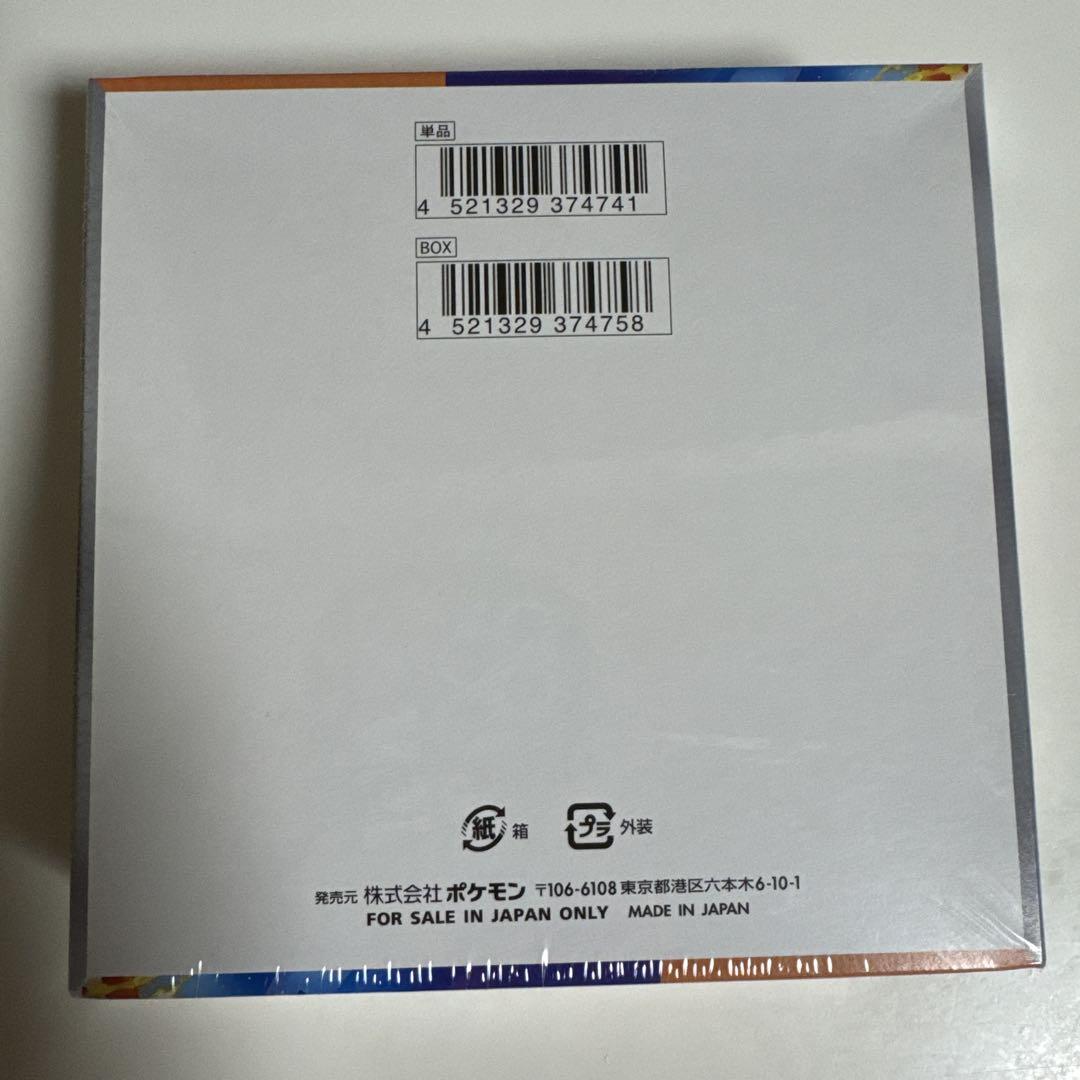 単品
4 521329 374741
BOX
4 521329 374758
紙 箱 プラ 外装
発売元 株式会社ポケモン 〒106-6108 東京都港区六本木6-10-1
FOR SALE IN JAPAN ONLY MADE IN JAPAN